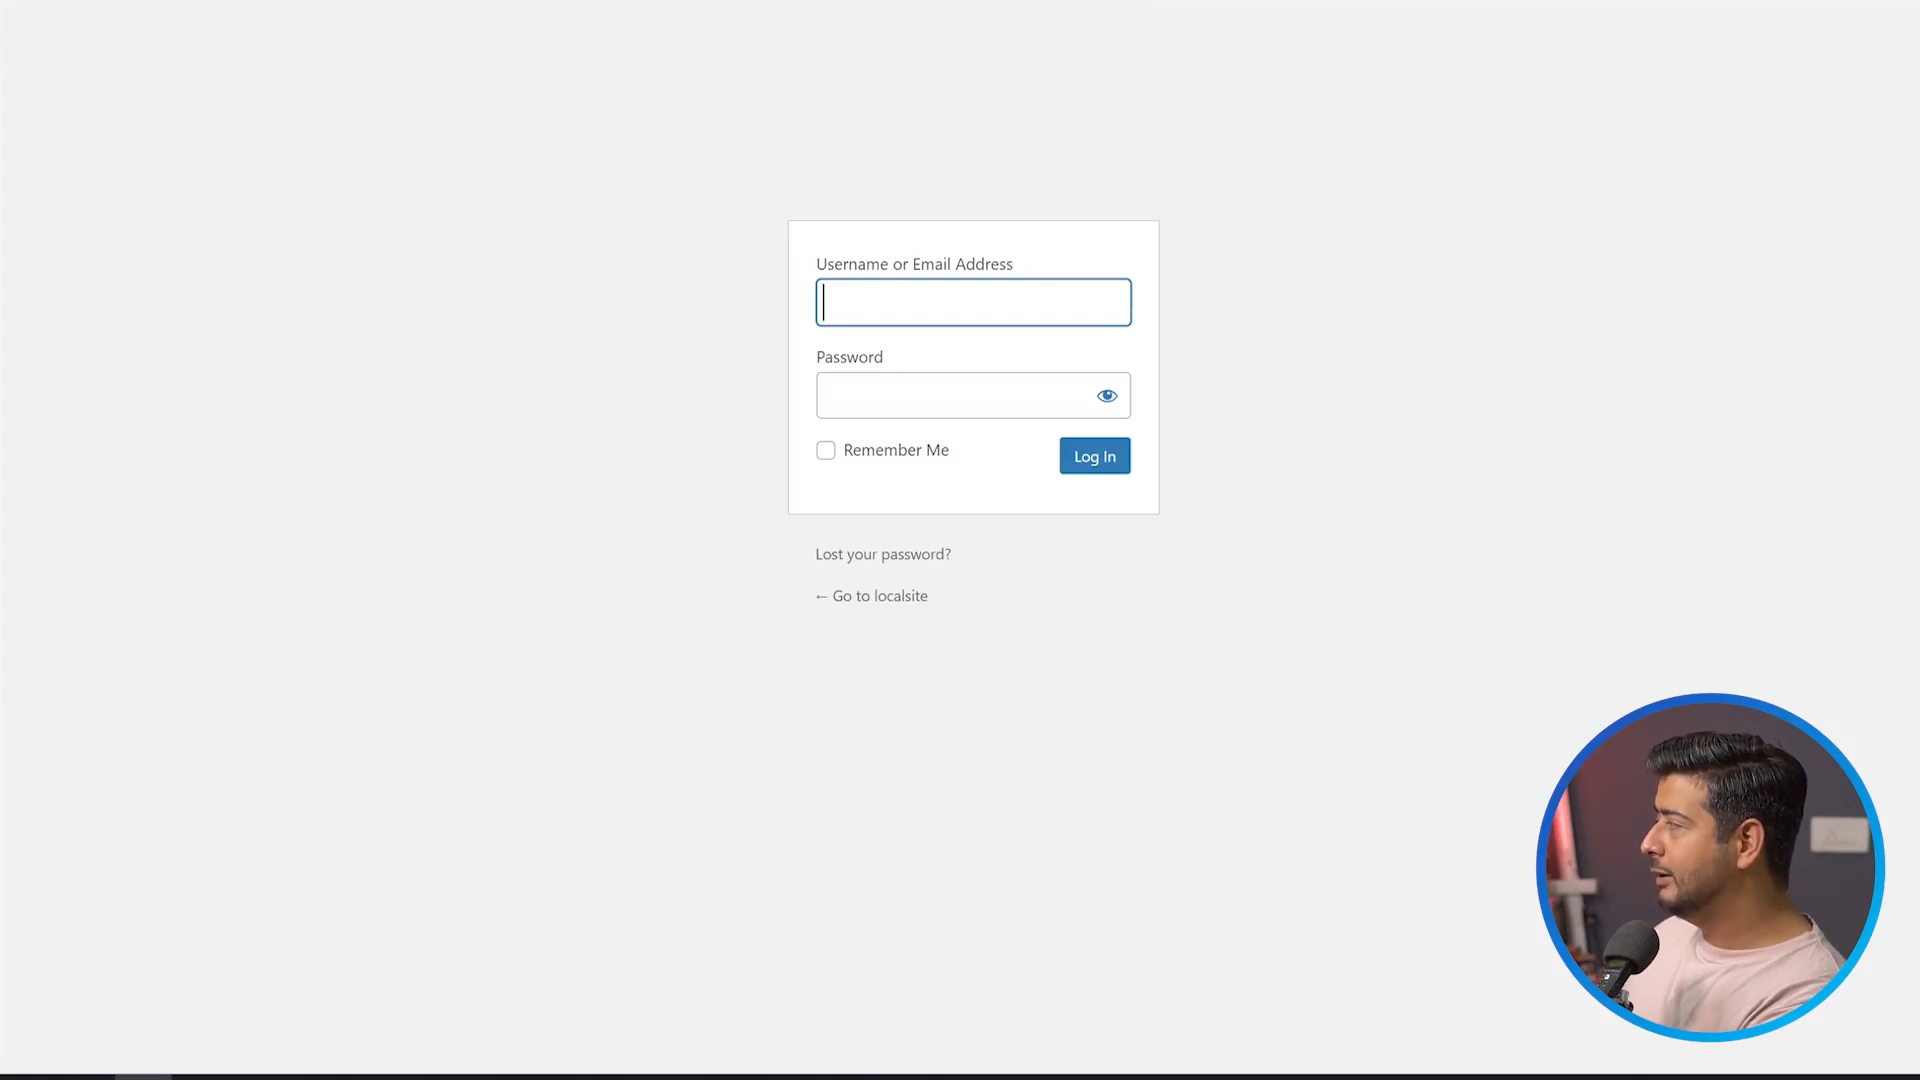 Username or Email Address
Password
Remember Me
Log In
Lost your password?
← Go to localsite